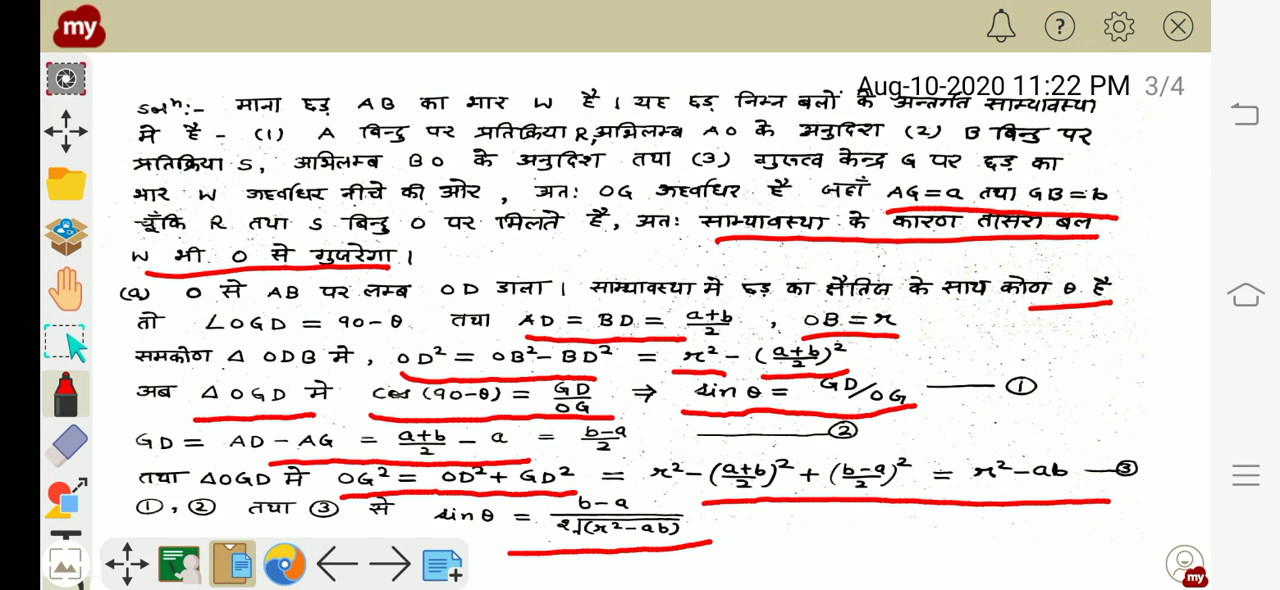 my
Aug-10-2020 11:22 PM 3/4
Solⁿ:- माना छड़ AB का भार W है । यह छड़ निम्न बलों के अन्तर्गत साम्यावस्था
में है - (1) A बिन्दु पर प्रतिक्रिया R, अभिलम्ब AO के अनुदिश (2) B बिन्दु पर
प्रतिक्रिया S, अभिलम्ब BO के अनुदिश तथा (3) गुरुत्व केन्द्र G पर छड़ का
भार W ऊर्ध्वाधर नीचे की ओर , अतः OG ऊर्ध्वाधर है जहाँ AG=a तथा GB=b
चूँकि R तथा S बिन्दु O पर मिलते हैं, अतः साम्यावस्था के कारण तीसरा बल
W भी O से गुजरेगा ।
(a) O से AB पर लम्ब OD डाला । साम्यावस्था में छड़ का क्षैतिज के साथ कोण θ है
तो ∠OGD = 90-θ तथा AD = BD = (a+b)/2 , OB = r
समकोण Δ ODB में, OD² = OB² - BD² = r² - ((a+b)/2)²
अब Δ OGD में cos (90-θ) = GD/OG ⇒ sin θ = GD/OG —— ①
GD = AD - AG = (a+b)/2 - a = (b-a)/2 —— ②
तथा ΔOGD में OG² = OD² + GD² = r² - ((a+b)/2)² + ((b-a)/2)² = r² - ab —③
①, ② तथा ③ से sin θ = (b-a)/(2√(r²-ab))
my